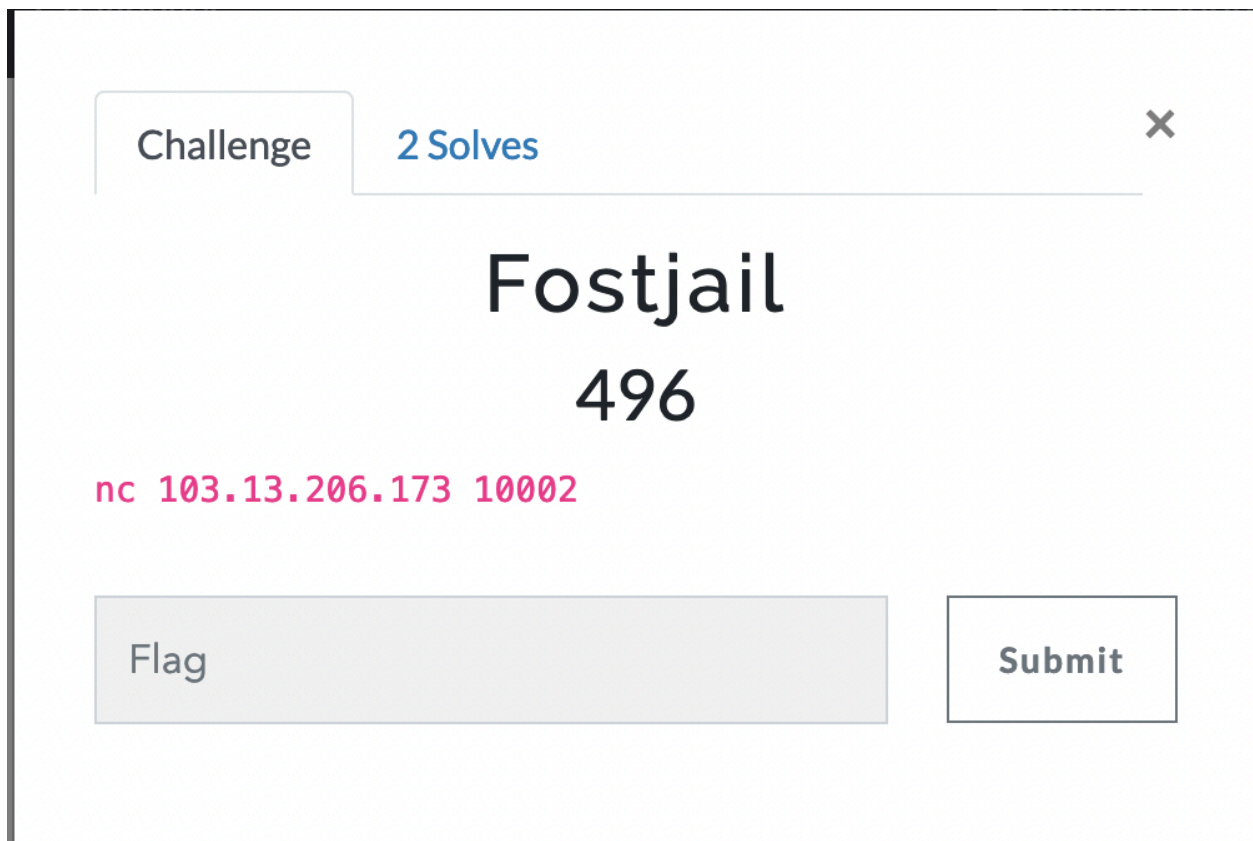 Challenge
2 Solves
×
Fostjail
496
nc 103.13.206.173 10002
Flag
Submit